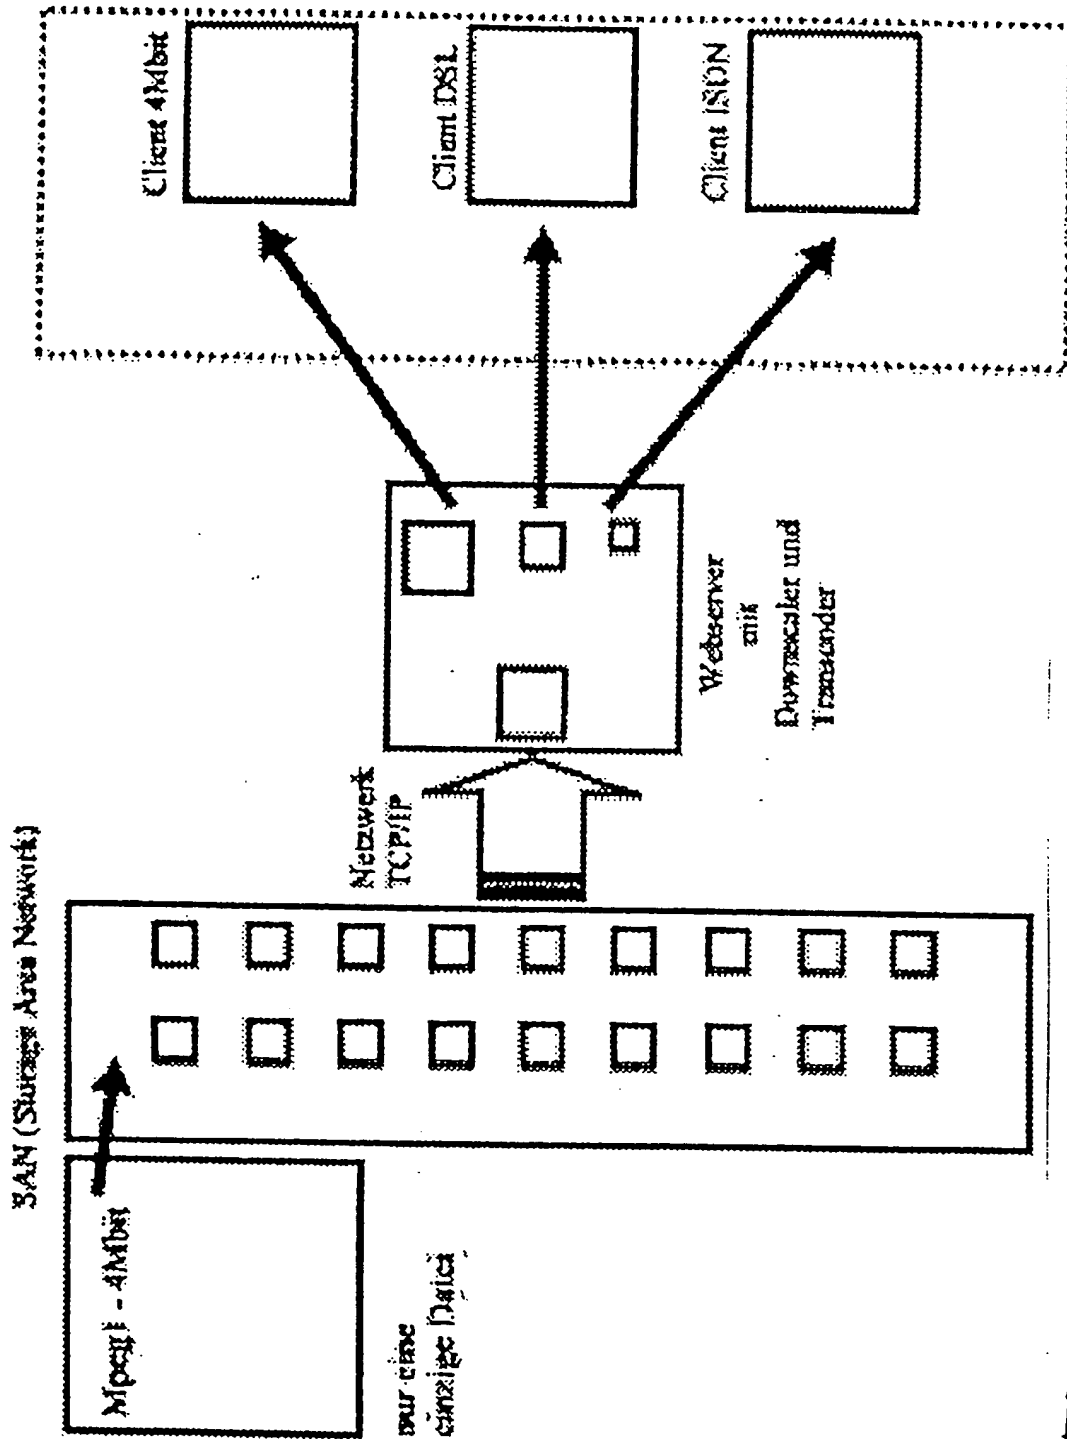 SAN (Storage Area Network)
Mpeg1 - 4Mbit
nur eine
einzige Datei
Netzwerk
TCP/IP
Webserver
mit
Downscaler und
Transcoder
Client 4Mbit
Client DSL
Client ISDN